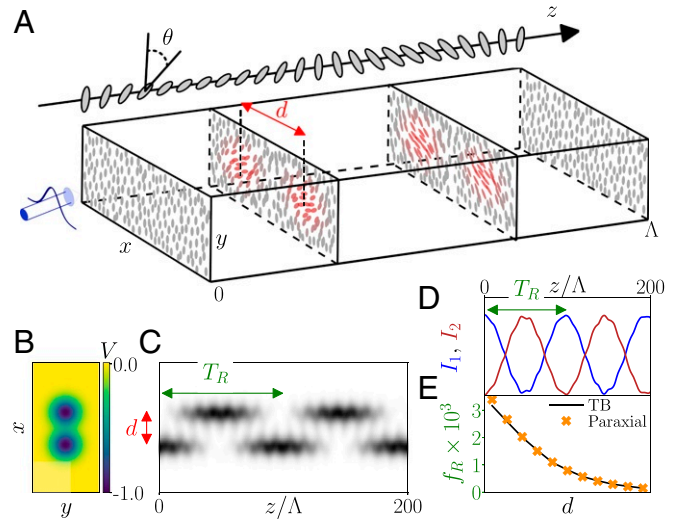 A
θ
z
d
x
y
0
Λ
B
V
0.0
-1.0
x
y
C
T_R
d
0
z/Λ
200
D
0
z/Λ
200
T_R
I_1, I_2
E
f_R × 10^3
3
2
1
0
TB
Paraxial
d